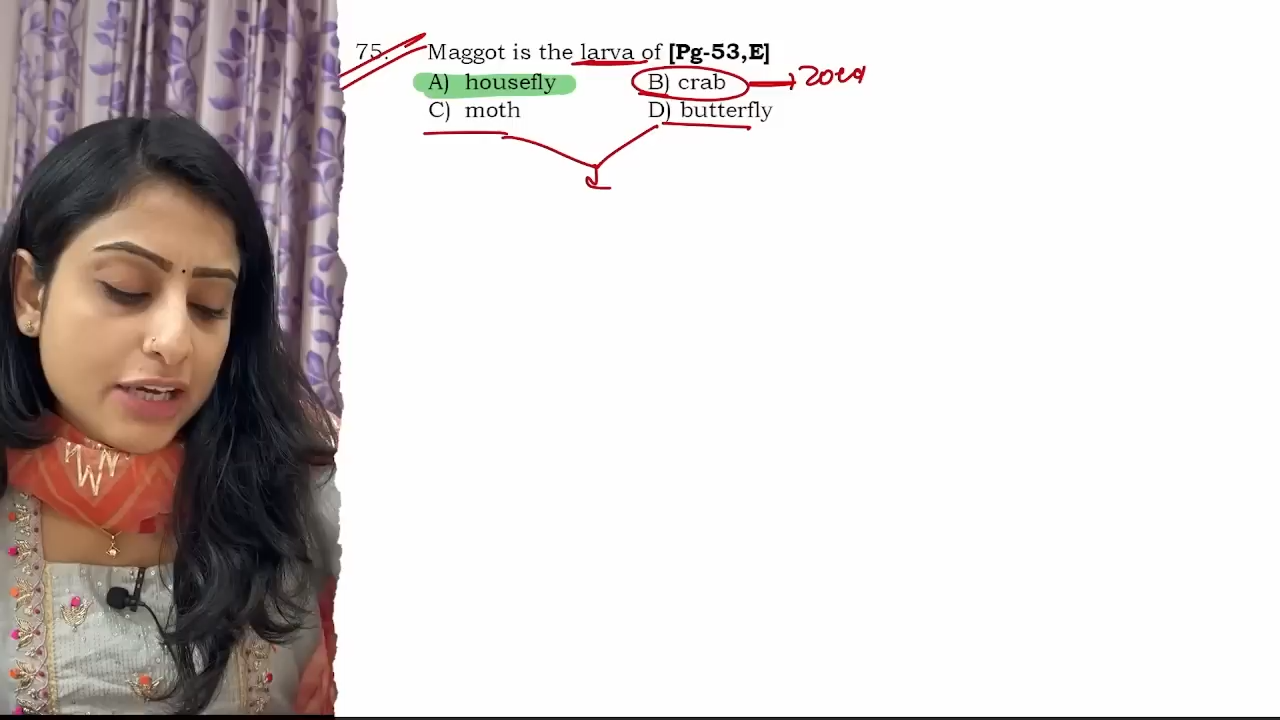 75. Maggot is the larva of [Pg-53,E]
A) housefly B) crab → zoea
C) moth D) butterfly